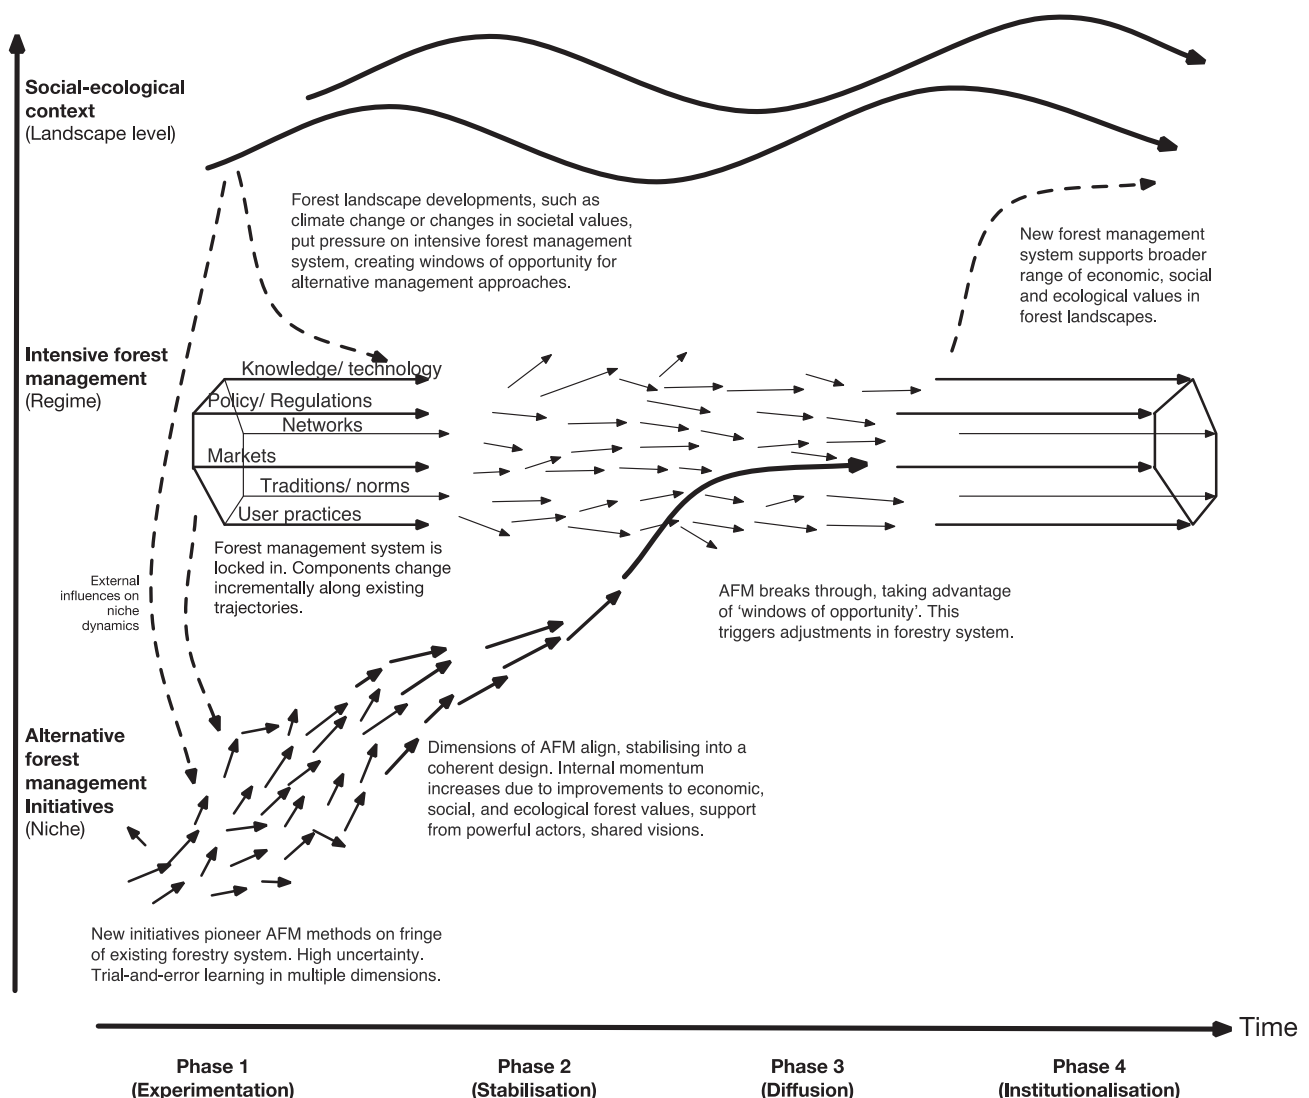 Social-ecological
context
(Landscape level)
Forest landscape developments, such as
climate change or changes in societal values,
put pressure on intensive forest management
system, creating windows of opportunity for
alternative management approaches.
New forest management
system supports broader
range of economic, social
and ecological values in
forest landscapes.
Intensive forest
management
(Regime)
Knowledge/ technology
Policy/ Regulations
Networks
Markets
Traditions/ norms
User practices
Forest management system is
locked in. Components change
incrementally along existing
trajectories.
External
influences on
niche
dynamics
AFM breaks through, taking advantage
of ‘windows of opportunity’. This
triggers adjustments in forestry system.
Alternative
forest
management
Initiatives
(Niche)
Dimensions of AFM align, stabilising into a
coherent design. Internal momentum
increases due to improvements to economic,
social, and ecological forest values, support
from powerful actors, shared visions.
New initiatives pioneer AFM methods on fringe
of existing forestry system. High uncertainty.
Trial-and-error learning in multiple dimensions.
Time
Phase 1
(Experimentation)
Phase 2
(Stabilisation)
Phase 3
(Diffusion)
Phase 4
(Institutionalisation)